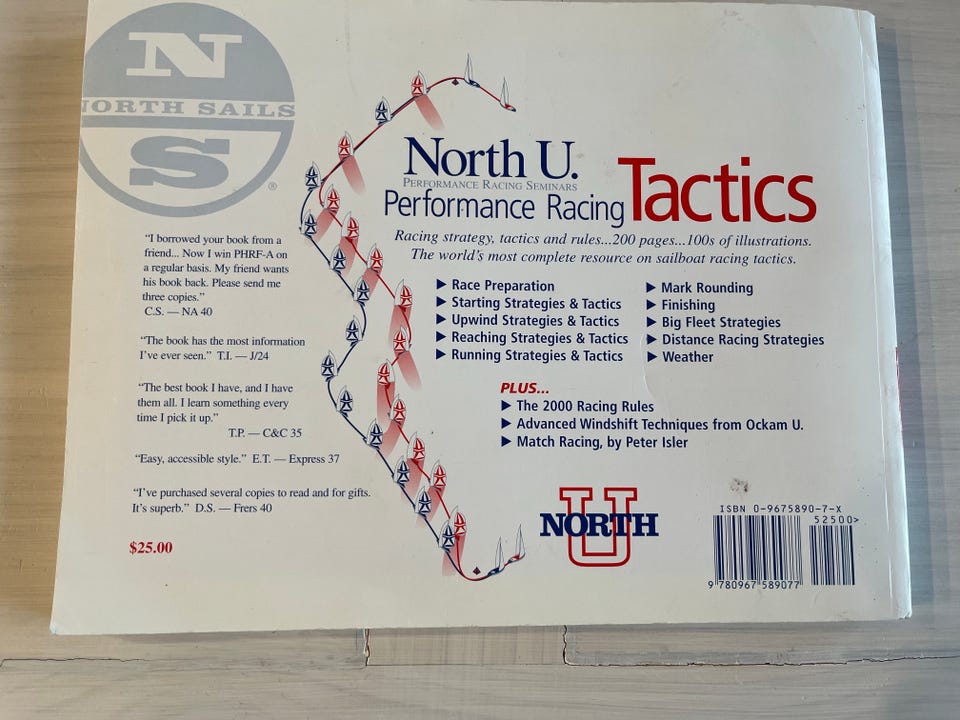 N
NORTH SAILS
S
®
North U.
PERFORMANCE RACING SEMINARS
Performance Racing Tactics
Racing strategy, tactics and rules...200 pages...100s of illustrations.
The world's most complete resource on sailboat racing tactics.
▶ Race Preparation
▶ Starting Strategies & Tactics
▶ Upwind Strategies & Tactics
▶ Reaching Strategies & Tactics
▶ Running Strategies & Tactics
▶ Mark Rounding
▶ Finishing
▶ Big Fleet Strategies
▶ Distance Racing Strategies
▶ Weather
PLUS...
▶ The 2000 Racing Rules
▶ Advanced Windshift Techniques from Ockam U.
▶ Match Racing, by Peter Isler
"I borrowed your book from a
friend... Now I win PHRF-A on
a regular basis. My friend wants
his book back. Please send me
three copies."
C.S. — NA 40
"The book has the most information
I've ever seen." T.I. — J/24
"The best book I have, and I have
them all. I learn something every
time I pick it up."
T.P. — C&C 35
"Easy, accessible style." E.T. — Express 37
"I've purchased several copies to read and for gifts.
It's superb." D.S. — Frers 40
$25.00
U
NORTH
ISBN 0-9675890-7-X
52500>
9 780967 589077